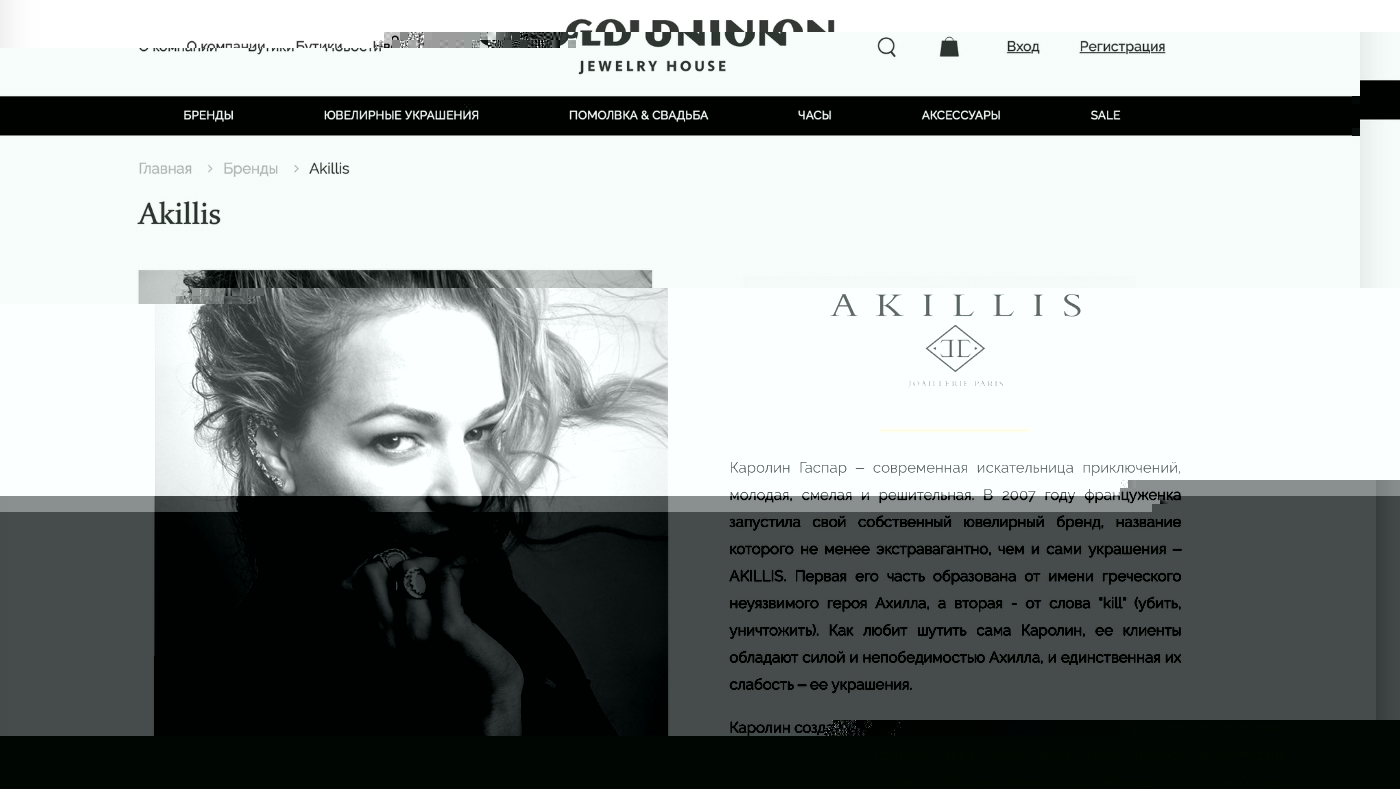 GOLD UNION
О компании Бутики Новости
JEWELRY HOUSE
Вход Регистрация
БРЕНДЫ ЮВЕЛИРНЫЕ УКРАШЕНИЯ ПОМОЛВКА & СВАДЬБА ЧАСЫ АКСЕССУАРЫ SALE
Главная > Бренды > Akillis
Akillis
AKILLIS
JOAILLERIE PARIS
Каролин Гаспар – современная искательница приключений,
молодая, смелая и решительная. В 2007 году француженка
запустила свой собственный ювелирный бренд, название
которого не менее экстравагантно, чем и сами украшения –
AKILLIS. Первая его часть образована от имени греческого
неуязвимого героя Ахилла, а вторая - от слова "kill" (убить,
уничтожить). Как любит шутить сама Каролин, ее клиенты
обладают силой и непобедимостью Ахилла, и единственная их
слабость – ее украшения.
Каролин